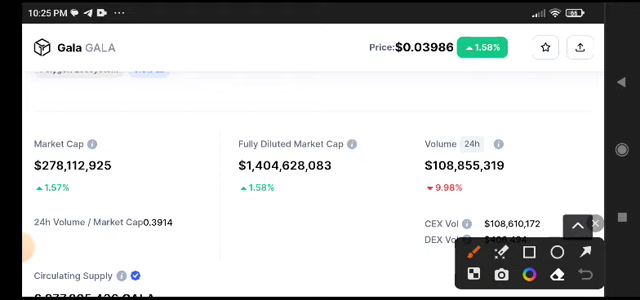 10:25 PM
Gala GALA
Price:$0.03986 1.58%
Market Cap
$278,112,925
1.57%
24h Volume / Market Cap0.3914
Fully Diluted Market Cap
$1,404,628,083
1.58%
Volume 24h
$108,855,319
9.98%
CEX Vol $108,610,172
DEX Vol
Circulating Supply